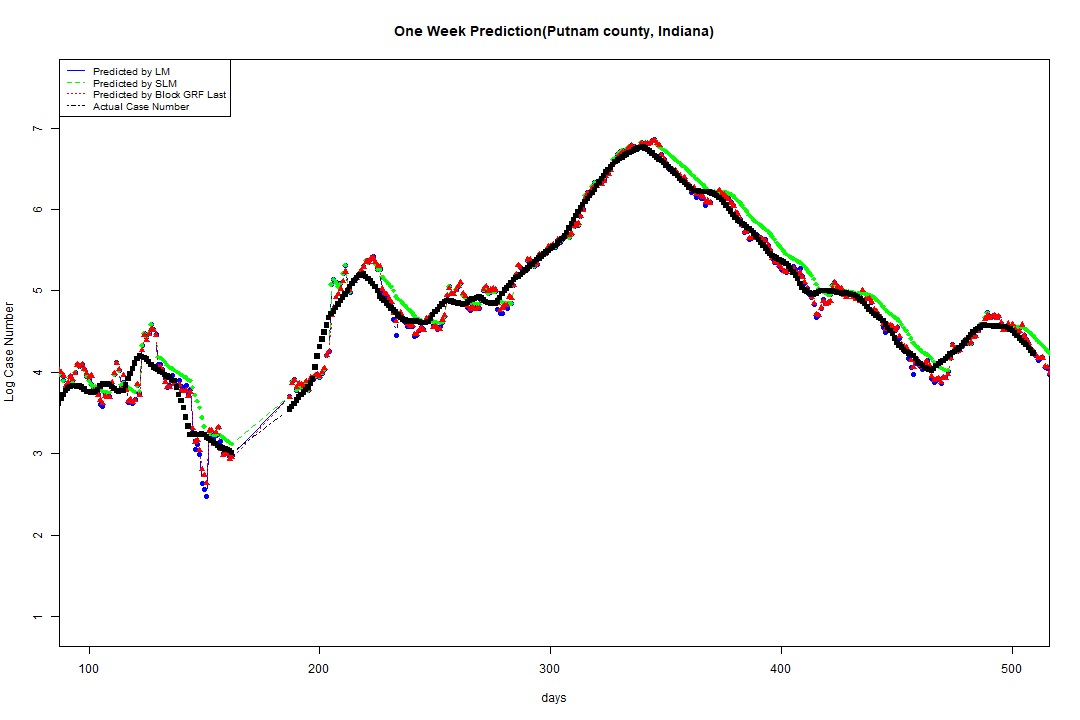 One Week Prediction(Putnam county, Indiana)
Predicted by LM
Predicted by SLM
Predicted by Block GRF Last
Actual Case Number
7
6
5
4
3
2
1
Log Case Number
100 200 300 400 500
days